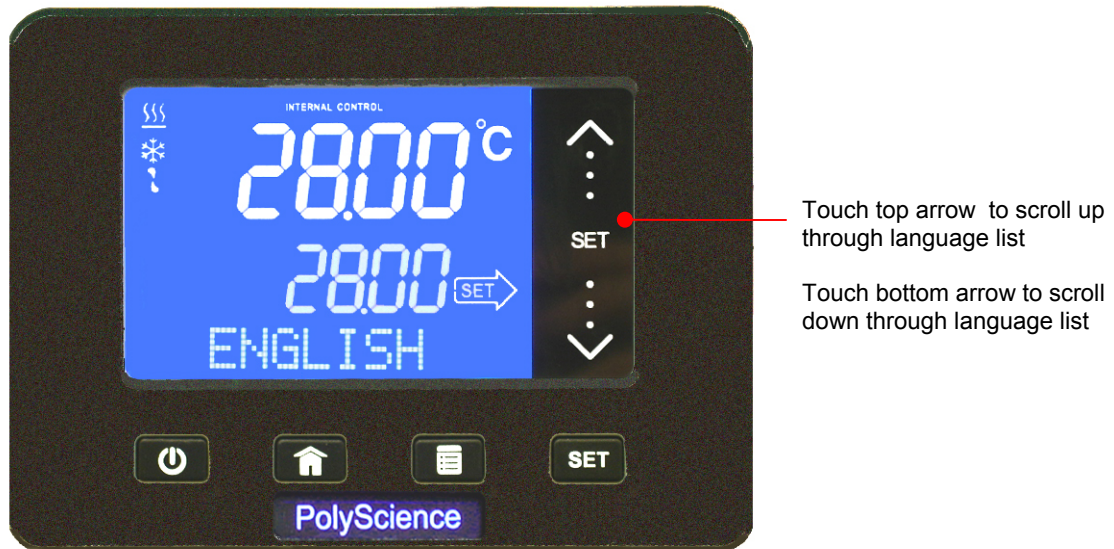 INTERNAL CONTROL
28.00°C
28.00 SET
ENGLISH
SET
SET
PolyScience
Touch top arrow to scroll up
through language list
Touch bottom arrow to scroll
down through language list